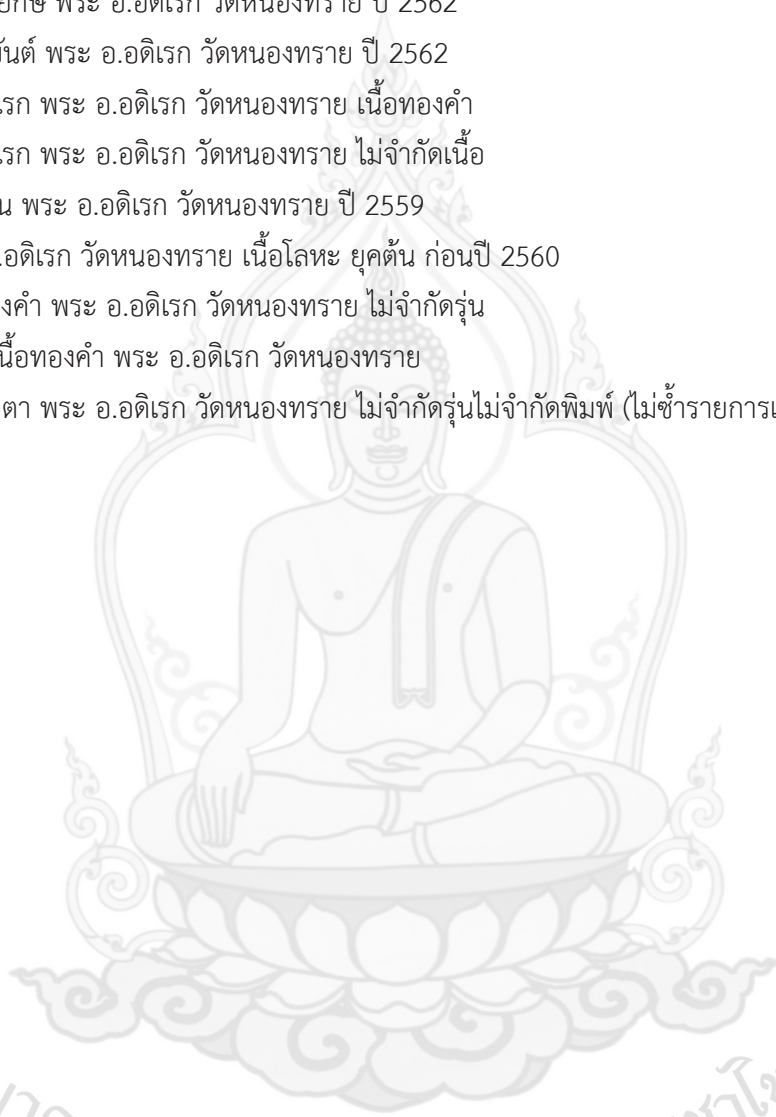 พระ อ.อดิเรก วัดหนองทราย ปี 2562
พระ อ.อดิเรก วัดหนองทราย ปี 2562
พระ อ.อดิเรก วัดหนองทราย เนื้อทองคำ
พระ อ.อดิเรก วัดหนองทราย ไม่จำกัดเนื้อ
พระ อ.อดิเรก วัดหนองทราย ปี 2559
.อดิเรก วัดหนองทราย เนื้อโลหะ ยุคต้น ก่อนปี 2560
งคำ พระ อ.อดิเรก วัดหนองทราย ไม่จำกัดรุ่น
นื้อทองคำ พระ อ.อดิเรก วัดหนองทราย
ตา พระ อ.อดิเรก วัดหนองทราย ไม่จำกัดรุ่นไม่จำกัดพิมพ์ (ไม่ซ้ำรายการ